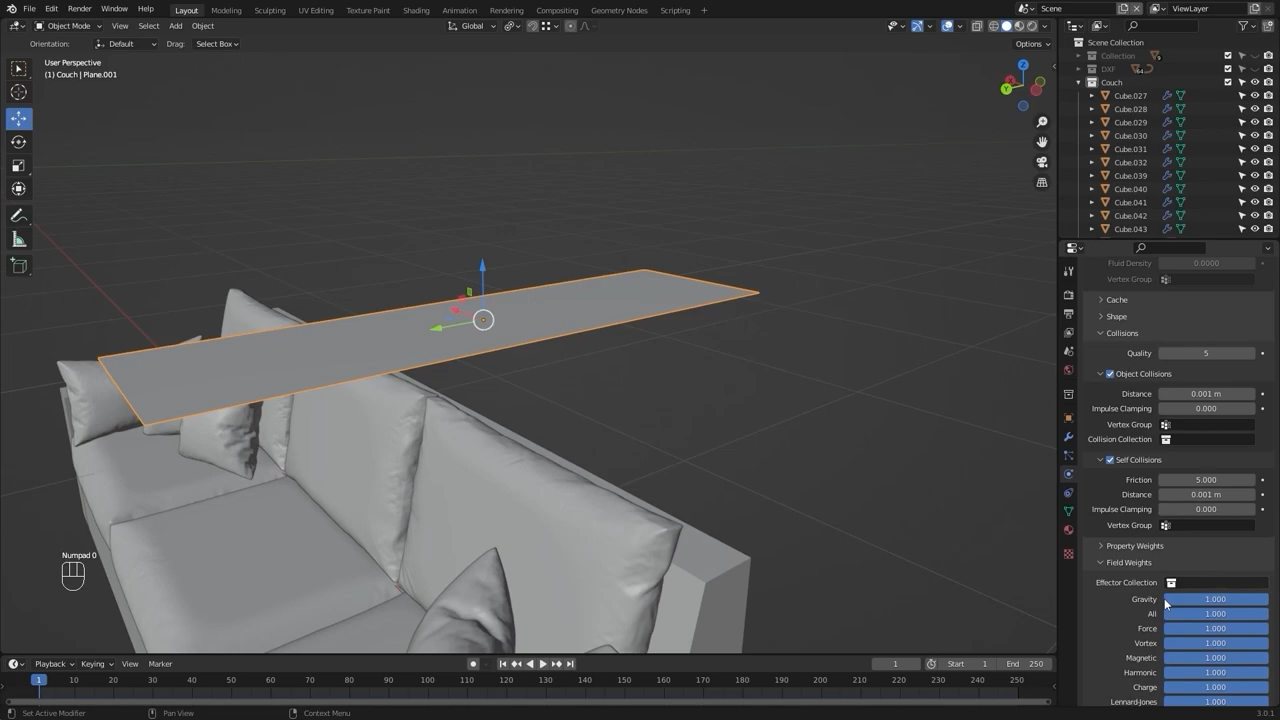 File Edit Render Window Help Layout Modeling Sculpting UV Editing Texture Paint Shading Animation Rendering Compositing Geometry Nodes Scripting + Scene ViewLayer
Object Mode View Select Add Object Global
Orientation: Default Drag: Select Box Options
User Perspective
(1) Couch | Plane.001
Scene Collection
Collection 9
DXF 64
Couch
Cube.027
Cube.028
Cube.029
Cube.030
Cube.031
Cube.032
Cube.039
Cube.040
Cube.041
Cube.042
Cube.043
Z
Y
Fluid Density 0.0000
Vertex Group
Cache
Shape
Collisions
Quality 5
Object Collisions
Distance 0.001 m
Impulse Clamping 0.000
Vertex Group
Collision Collection
Self Collisions
Friction 5.000
Distance 0.001 m
Impulse Clamping 0.000
Vertex Group
Property Weights
Field Weights
Effector Collection
Gravity 1.000
All 1.000
Force 1.000
Vortex 1.000
Magnetic 1.000
Harmonic 1.000
Charge 1.000
Lennard-Jones 1.000
Numpad 0
Playback Keying View Marker 1 Start 1 End 250
1 10 20 30 40 50 60 70 80 90 100 110 120 130 140 150 160 170 180 190 200 210 220 230 240 250
Set Active Modifier Pan View Context Menu 3.0.1